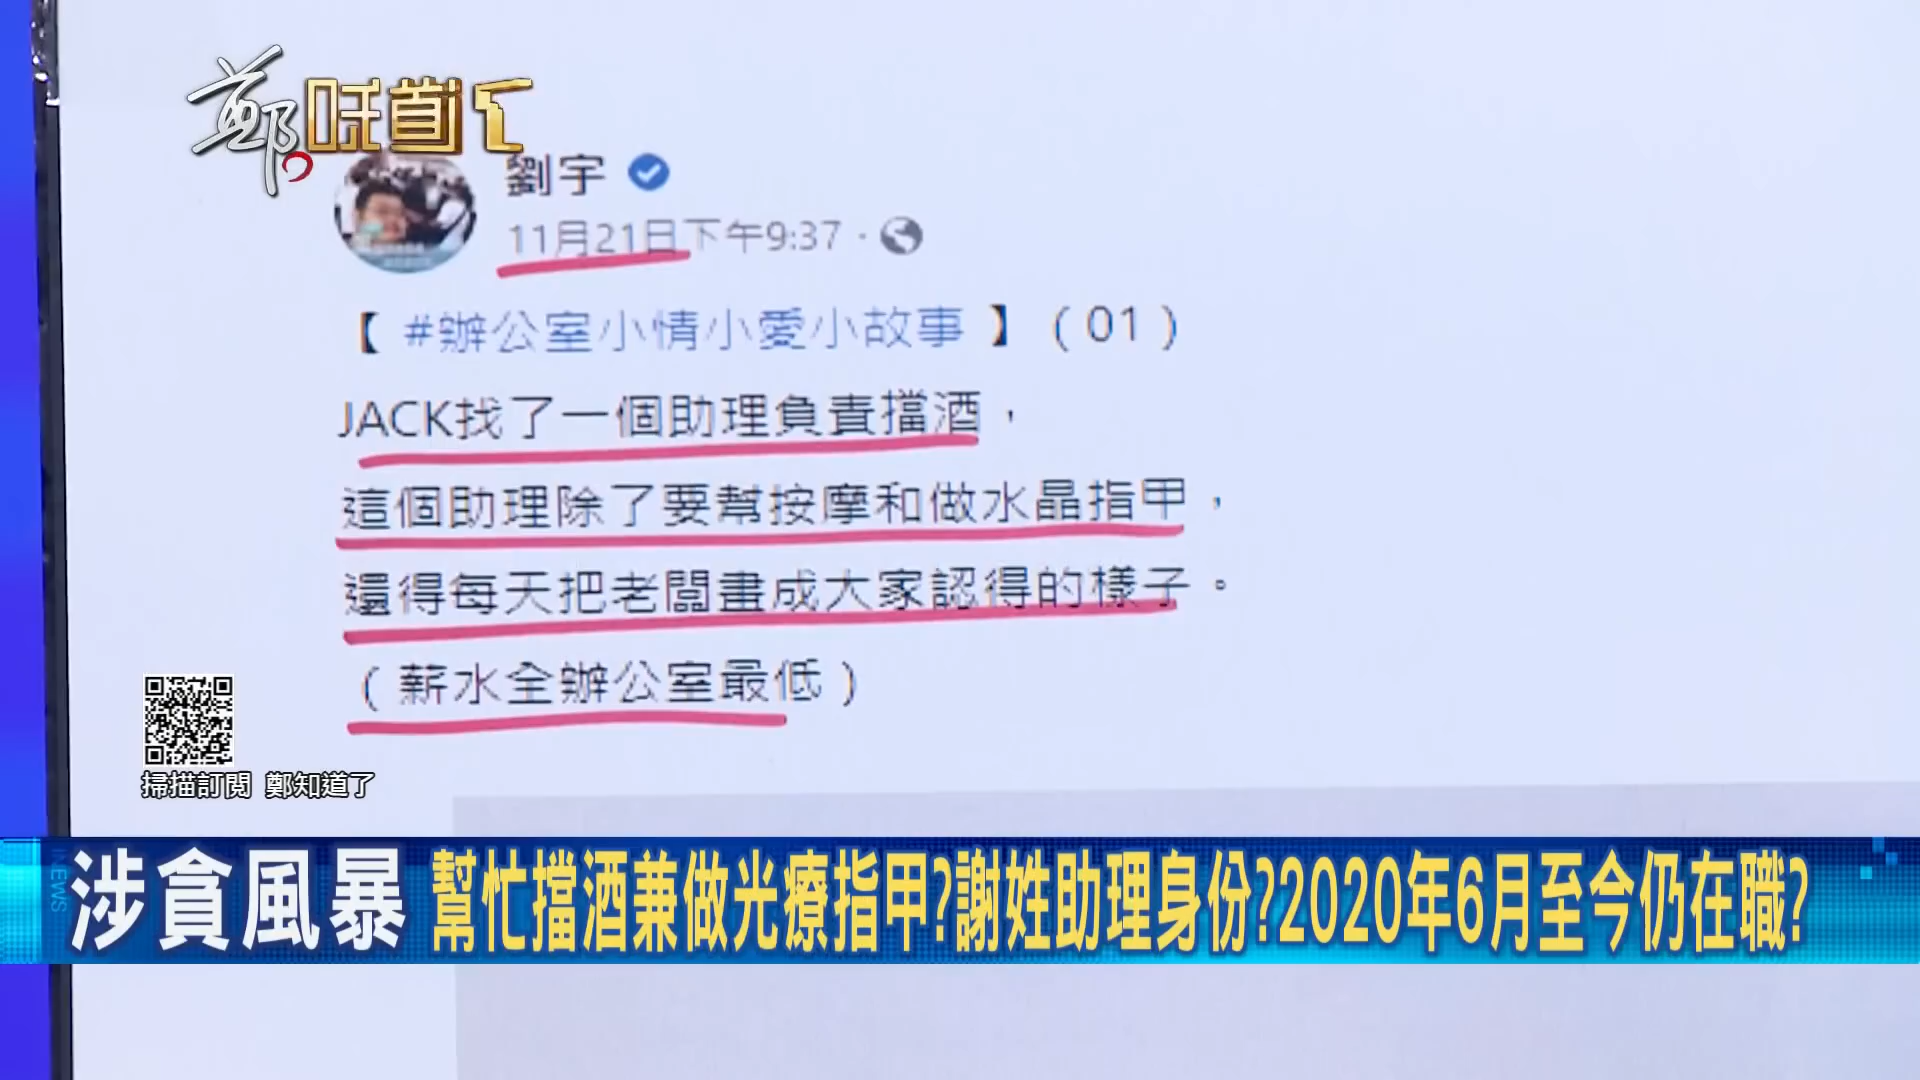 鄭知道了
劉宇
11月21日下午9:37
【 #辦公室小情小愛小故事 】（01）
JACK找了一個助理負責擋酒，
這個助理除了要幫按摩和做水晶指甲，
還得每天把老闆畫成大家認得的樣子。
（薪水全辦公室最低）
掃描訂閱 鄭知道了
INEWS
涉貪風暴 幫忙擋酒兼做光療指甲?謝姓助理身份?2020年6月至今仍在職?